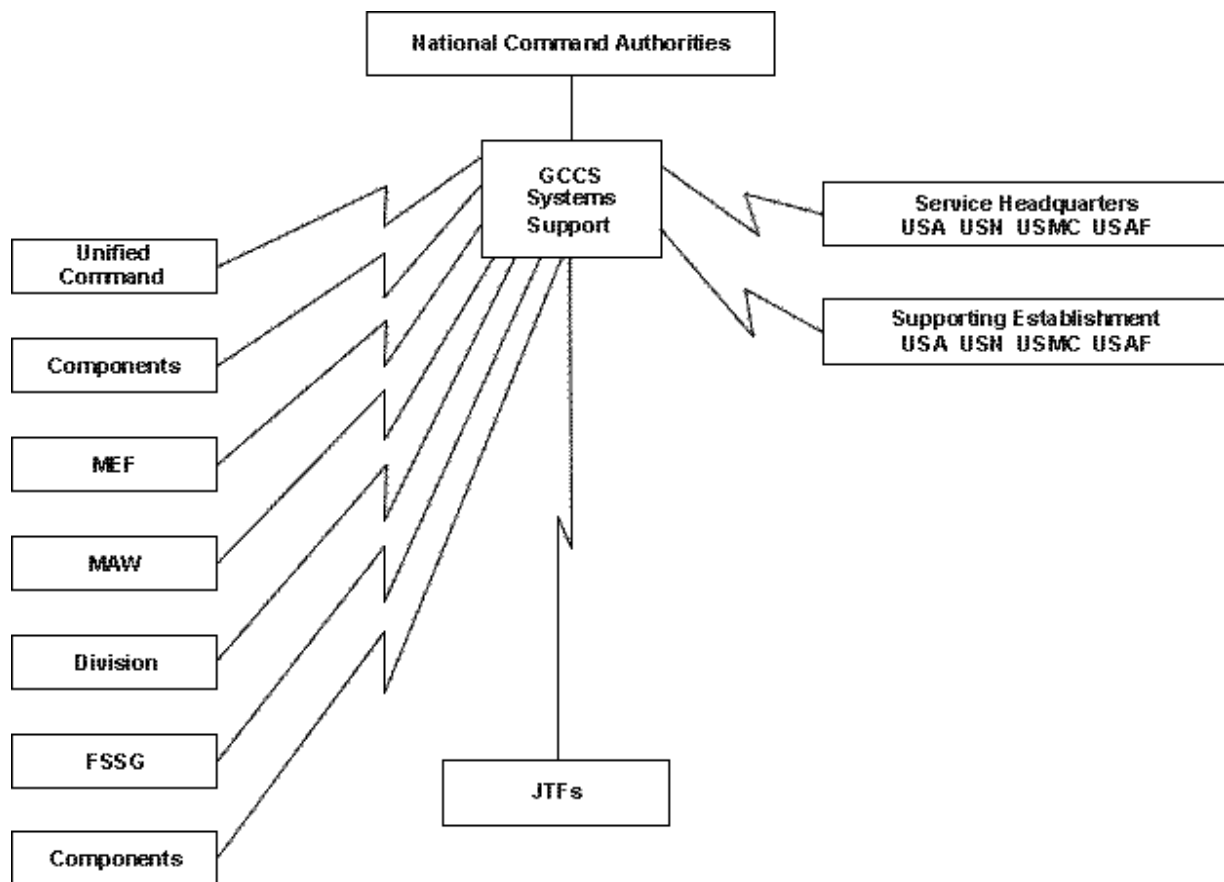 National Command Authorities
GCCS
Systems
Support
Service Headquarters
USA USN USMC USAF
Supporting Establishment
USA USN USMC USAF
Unified
Command
Components
MEF
MAW
Division
FSSG
Components
JTFs